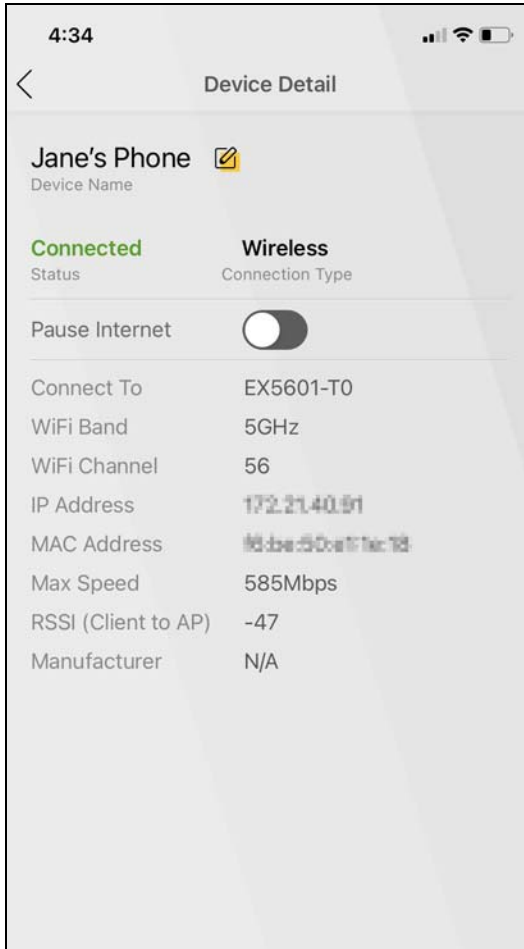 4:34
Device Detail
Jane's Phone
Device Name
Connected Wireless
Status Connection Type
Pause Internet
Connect To EX5601-T0
WiFi Band 5GHz
WiFi Channel 56
IP Address
MAC Address
Max Speed 585Mbps
RSSI (Client to AP) -47
Manufacturer N/A